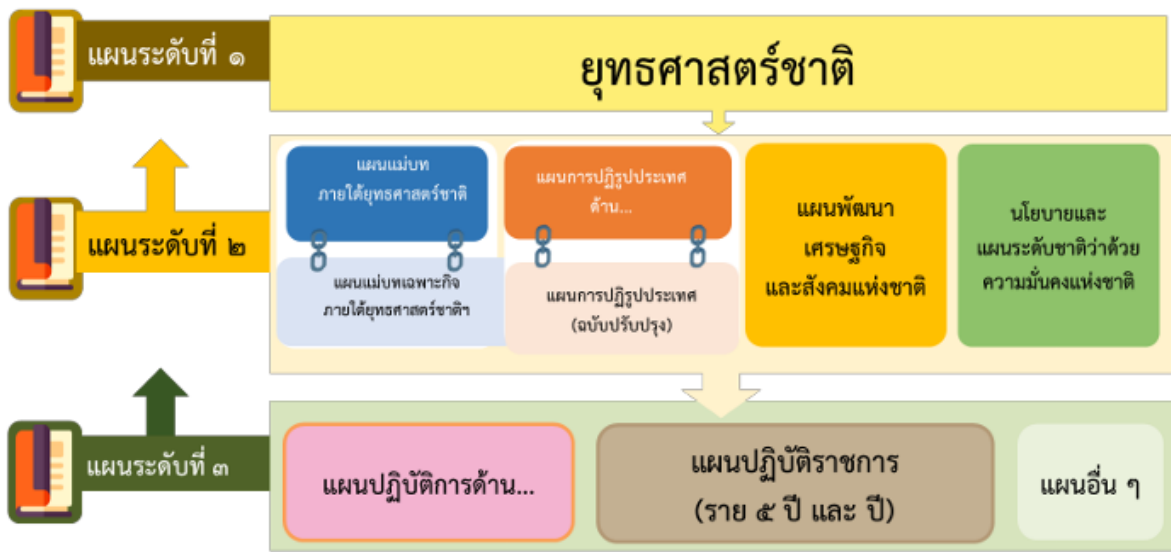 แผนระดับที่ ๑
ยุทธศาสตร์ชาติ
แผนระดับที่ ๒
แผนแม่บท
ภายใต้ยุทธศาสตร์ชาติ
แผนแม่บทเฉพาะกิจ
ภายใต้ยุทธศาสตร์ชาติฯ
แผนการปฏิรูปประเทศ
ด้าน...
แผนการปฏิรูปประเทศ
(ฉบับปรับปรุง)
แผนพัฒนา
เศรษฐกิจ
และสังคมแห่งชาติ
นโยบายและ
แผนระดับชาติว่าด้วย
ความมั่นคงแห่งชาติ
แผนระดับที่ ๓
แผนปฏิบัติการด้าน...
แผนปฏิบัติราชการ
(ราย ๕ ปี และ ปี)
แผนอื่น ๆ